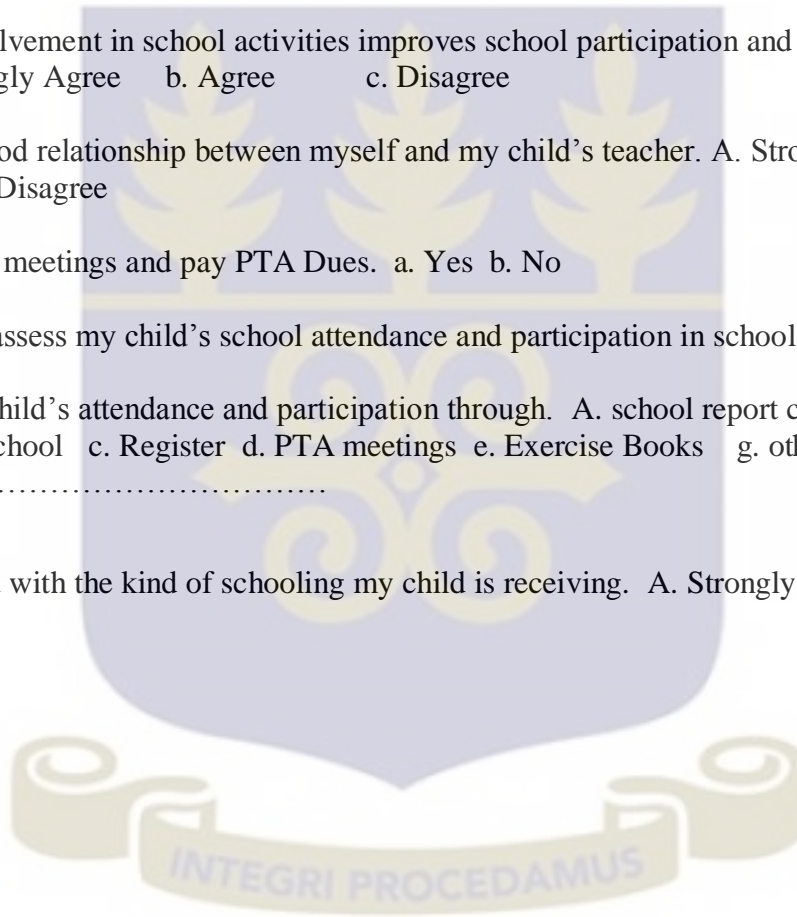 lvement in school activities improves school participation and
gly Agree b. Agree c. Disagree
od relationship between myself and my child's teacher. A. Stro
Disagree
meetings and pay PTA Dues. a. Yes b. No
assess my child's school attendance and participation in school
hild's attendance and participation through. A. school report c
chool c. Register d. PTA meetings e. Exercise Books g. oth
…………………………
with the kind of schooling my child is receiving. A. Strongly
INTEGRI PROCEDAMUS